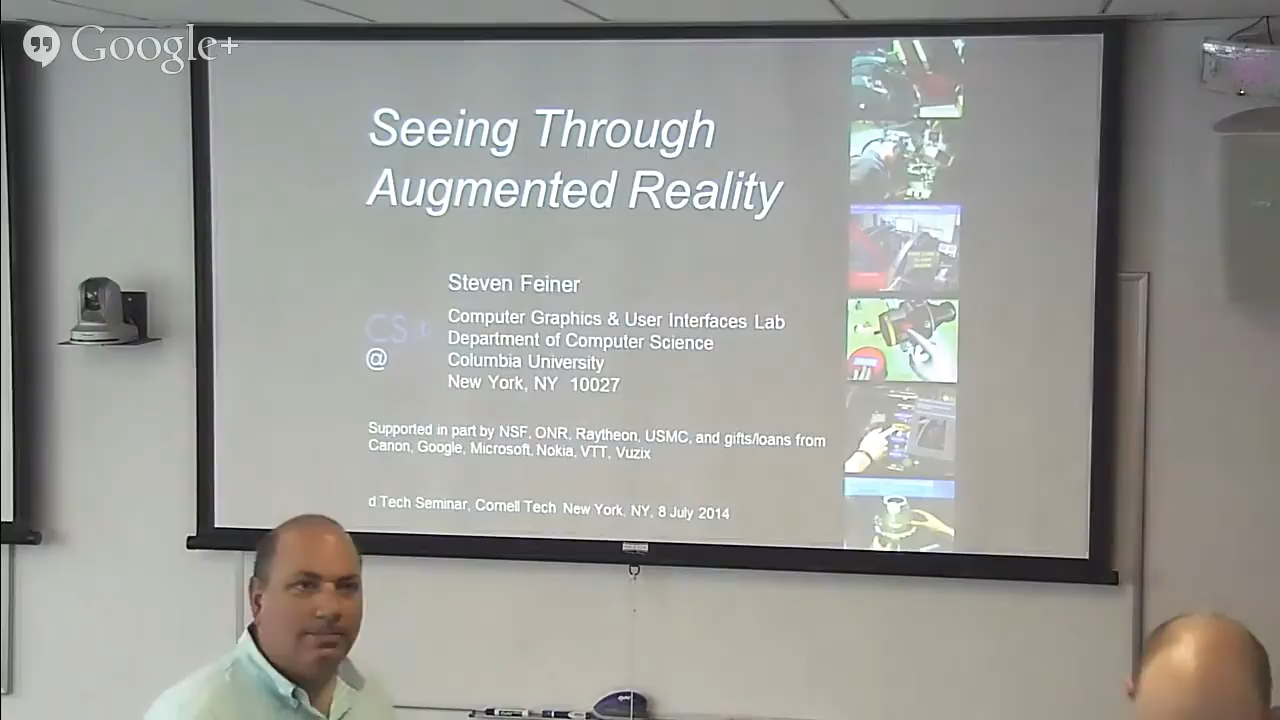 Google+
Seeing Through
Augmented Reality
Steven Feiner
Computer Graphics & User Interfaces Lab
Department of Computer Science
CS
@
Columbia University
New York, NY 10027
Supported in part by NSF, ONR, Raytheon, USMC, and gifts/loans from
Canon, Google, Microsoft, Nokia, VTT, Vuzix
d Tech Seminar, Cornell Tech New York, NY, 8 July 2014